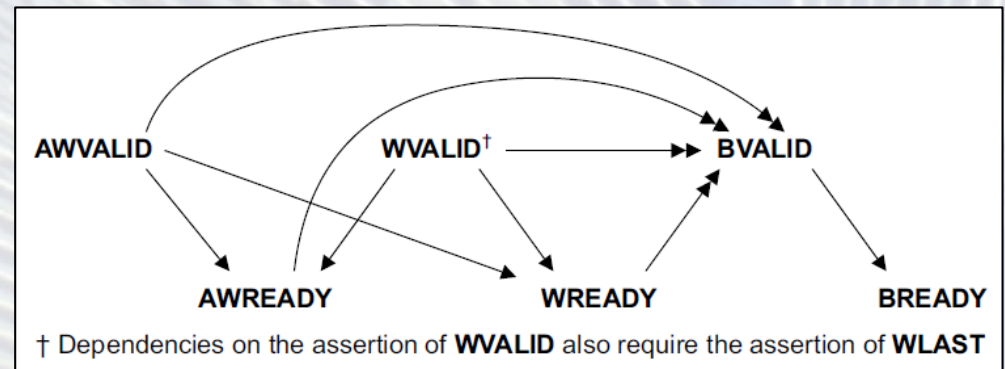 AWVALID WVALID† BVALID
AWREADY WREADY BREADY
† Dependencies on the assertion of WVALID also require the assertion of WLAST